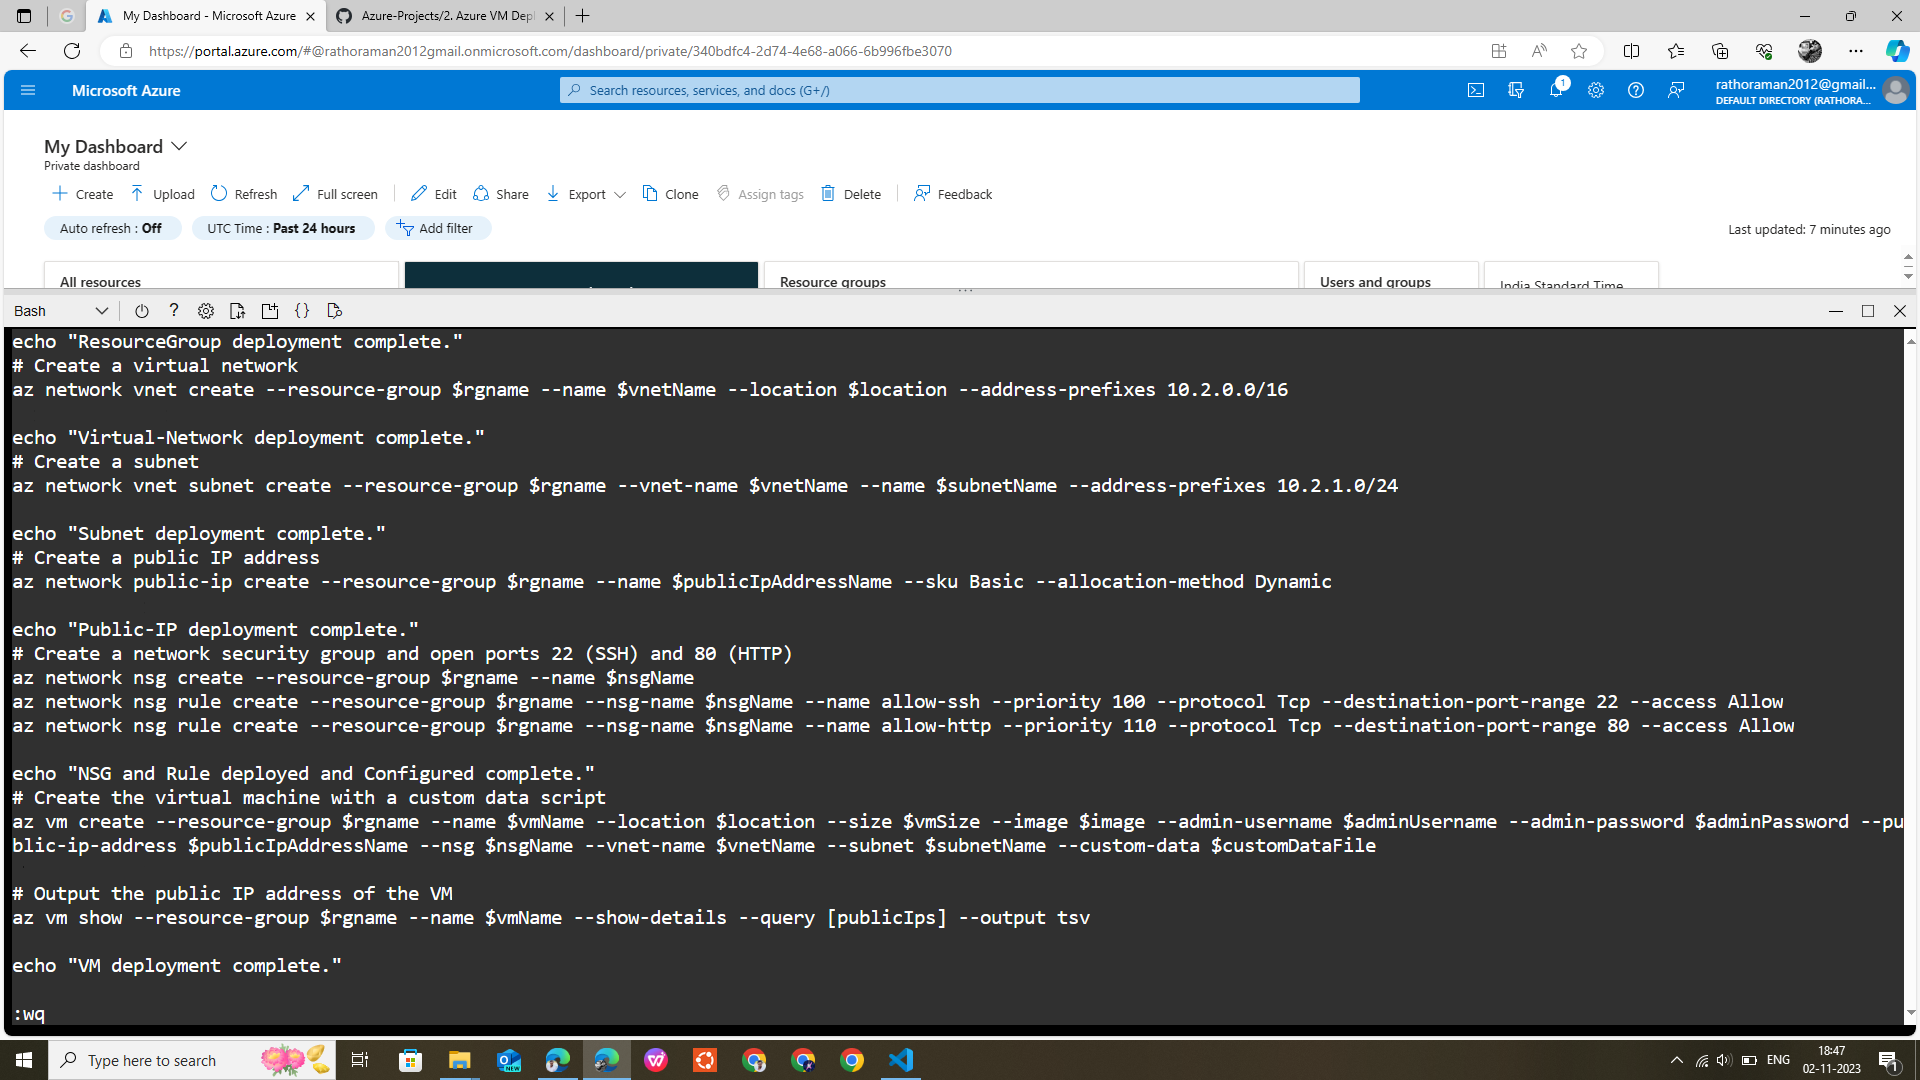 My Dashboard - Microsoft Azure
Azure-Projects/2. Azure VM Depl
https://portal.azure.com/#@rathoraman2012gmail.onmicrosoft.com/dashboard/private/340bdfc4-2d74-4e68-a066-6b996fbe3070
Microsoft Azure
Search resources, services, and docs (G+/)
1
rathoraman2012@gmail...
DEFAULT DIRECTORY (RATHORA...
My Dashboard
Private dashboard
Create Upload Refresh Full screen Edit Share Export Clone Assign tags Delete Feedback
Auto refresh : Off UTC Time : Past 24 hours Add filter
Last updated: 7 minutes ago
All resources Resource groups Users and groups India Standard Time
Bash
echo "ResourceGroup deployment complete."
# Create a virtual network
az network vnet create --resource-group $rgname --name $vnetName --location $location --address-prefixes 10.2.0.0/16
echo "Virtual-Network deployment complete."
# Create a subnet
az network vnet subnet create --resource-group $rgname --vnet-name $vnetName --name $subnetName --address-prefixes 10.2.1.0/24
echo "Subnet deployment complete."
# Create a public IP address
az network public-ip create --resource-group $rgname --name $publicIpAddressName --sku Basic --allocation-method Dynamic
echo "Public-IP deployment complete."
# Create a network security group and open ports 22 (SSH) and 80 (HTTP)
az network nsg create --resource-group $rgname --name $nsgName
az network nsg rule create --resource-group $rgname --nsg-name $nsgName --name allow-ssh --priority 100 --protocol Tcp --destination-port-range 22 --access Allow
az network nsg rule create --resource-group $rgname --nsg-name $nsgName --name allow-http --priority 110 --protocol Tcp --destination-port-range 80 --access Allow
echo "NSG and Rule deployed and Configured complete."
# Create the virtual machine with a custom data script
az vm create --resource-group $rgname --name $vmName --location $location --size $vmSize --image $image --admin-username $adminUsername --admin-password $adminPassword --pu
blic-ip-address $publicIpAddressName --nsg $nsgName --vnet-name $vnetName --subnet $subnetName --custom-data $customDataFile
# Output the public IP address of the VM
az vm show --resource-group $rgname --name $vmName --show-details --query [publicIps] --output tsv
echo "VM deployment complete."
:wq
Type here to search
NEW
ENG
18:47
02-11-2023
1